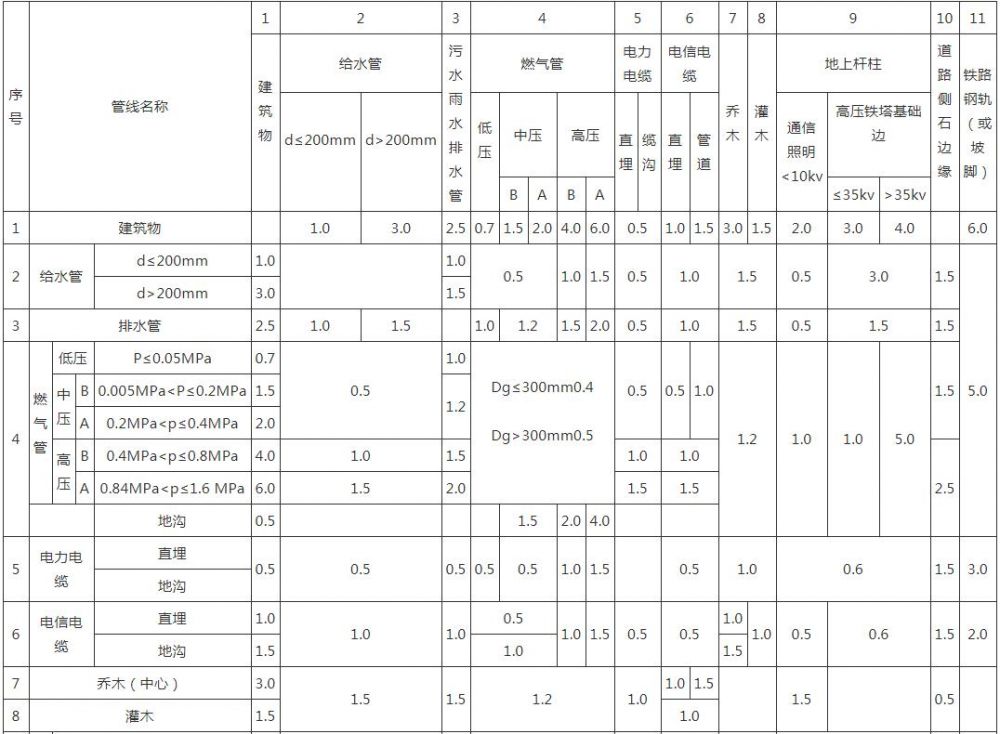 1 2 3 4 5 6 7 8 9 10 11
序号 管线名称 建筑物 给水管 污水雨水排水管 燃气管 电力电缆 电信电缆 乔木 灌木 地上杆柱 道路侧石边缘 铁路钢轨（或坡脚）
d≤200mm d>200mm 低压 中压 高压 直埋 缆沟 直埋 管道 通信照明<10kv 高压铁塔基础边
B A B A ≤35kv >35kv
1 建筑物 1.0 3.0 2.5 0.7 1.5 2.0 4.0 6.0 0.5 1.0 1.5 3.0 1.5 2.0 3.0 4.0 6.0
2 给水管 d≤200mm 1.0 1.0 0.5 1.0 1.5 0.5 1.0 1.5 0.5 3.0 1.5
d>200mm 3.0 1.5
3 排水管 2.5 1.0 1.5 1.0 1.2 1.5 2.0 0.5 1.0 1.5 0.5 1.5 1.5
4 燃气管 低压 P≤0.05MPa 0.7 0.5 1.0 Dg≤300mm0.4 0.5 0.5 1.0 1.2 1.0 1.0 5.0 1.5 5.0
中压 B 0.005MPa<P≤0.2MPa 1.5 1.2
A 0.2MPa<p≤0.4MPa 2.0 Dg>300mm0.5
高压 B 0.4MPa<p≤0.8MPa 4.0 1.0 1.5 1.0 1.0 2.5
A 0.84MPa<p≤1.6 MPa 6.0 1.5 2.0 1.5 1.5
地沟 0.5 1.5 2.0 4.0
5 电力电缆 直埋 0.5 0.5 0.5 0.5 0.5 1.0 1.5 0.5 1.0 0.6 1.5 3.0
地沟
6 电信电缆 直埋 1.0 1.0 1.0 0.5 1.0 1.5 0.5 0.5 1.0 1.0 0.5 0.6 1.5 2.0
地沟 1.5 1.0 1.5
7 乔木（中心） 3.0 1.5 1.5 1.2 1.0 1.0 1.5 1.5 0.5
8 灌木 1.5 1.0